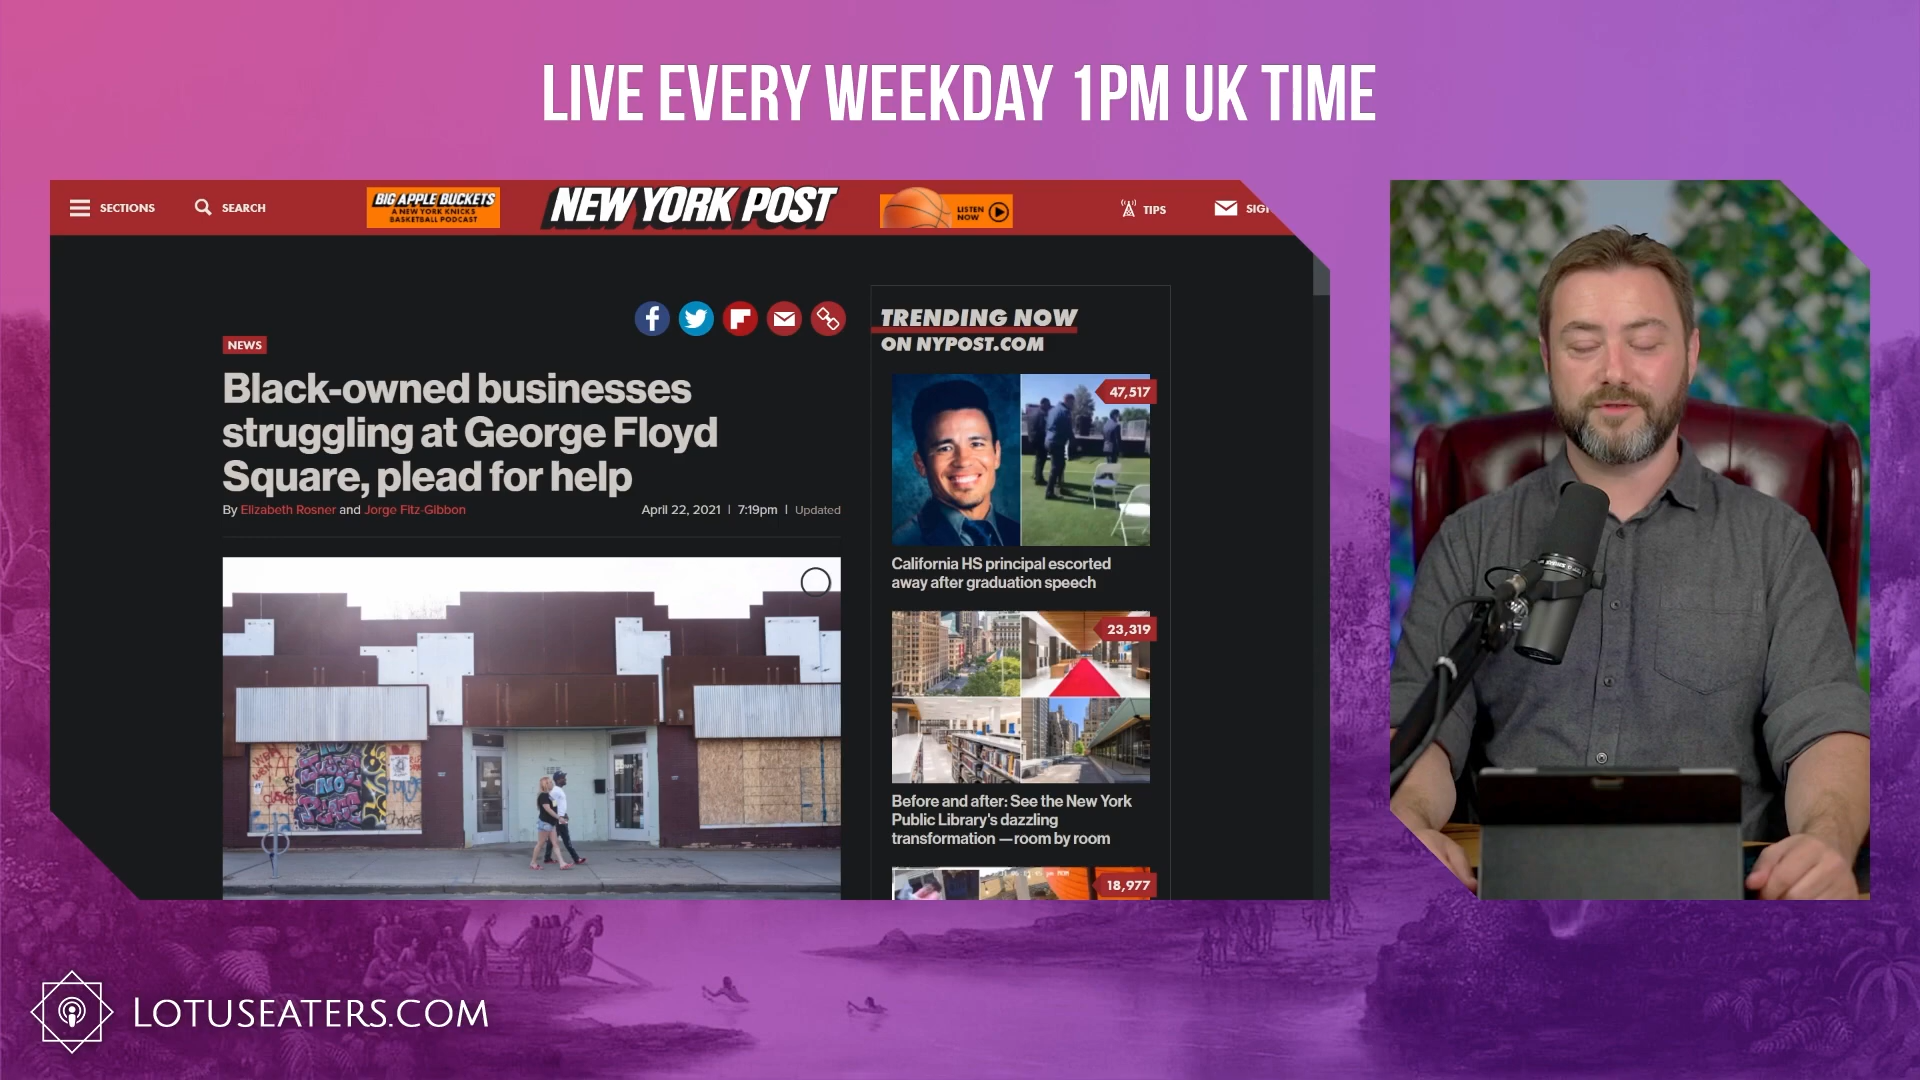 LIVE EVERY WEEKDAY 1PM UK TIME
SECTIONS
SEARCH
BIG APPLE BUCKETS
A NEW YORK KNICKS
BASKETBALL PODCAST
NEW YORK POST
LISTEN
NOW
TIPS
NEWS
Black-owned businesses
struggling at George Floyd
Square, plead for help
By Elizabeth Rosner and Jorge Fitz-Gibbon
April 22, 2021 | 7:19pm | Updated
TRENDING NOW
ON NYPOST.COM
47,517
California HS principal escorted
away after graduation speech
23,319
Before and after: See the New York
Public Library's dazzling
transformation —room by room
18,977
LOTUSEATERS.COM